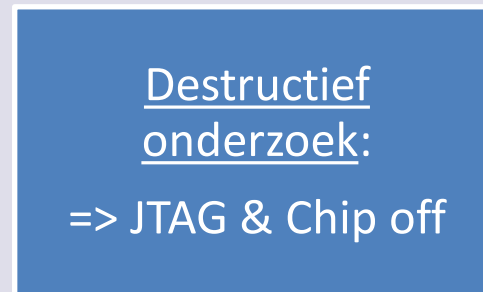 Destructief
onderzoek:
=> JTAG & Chip off